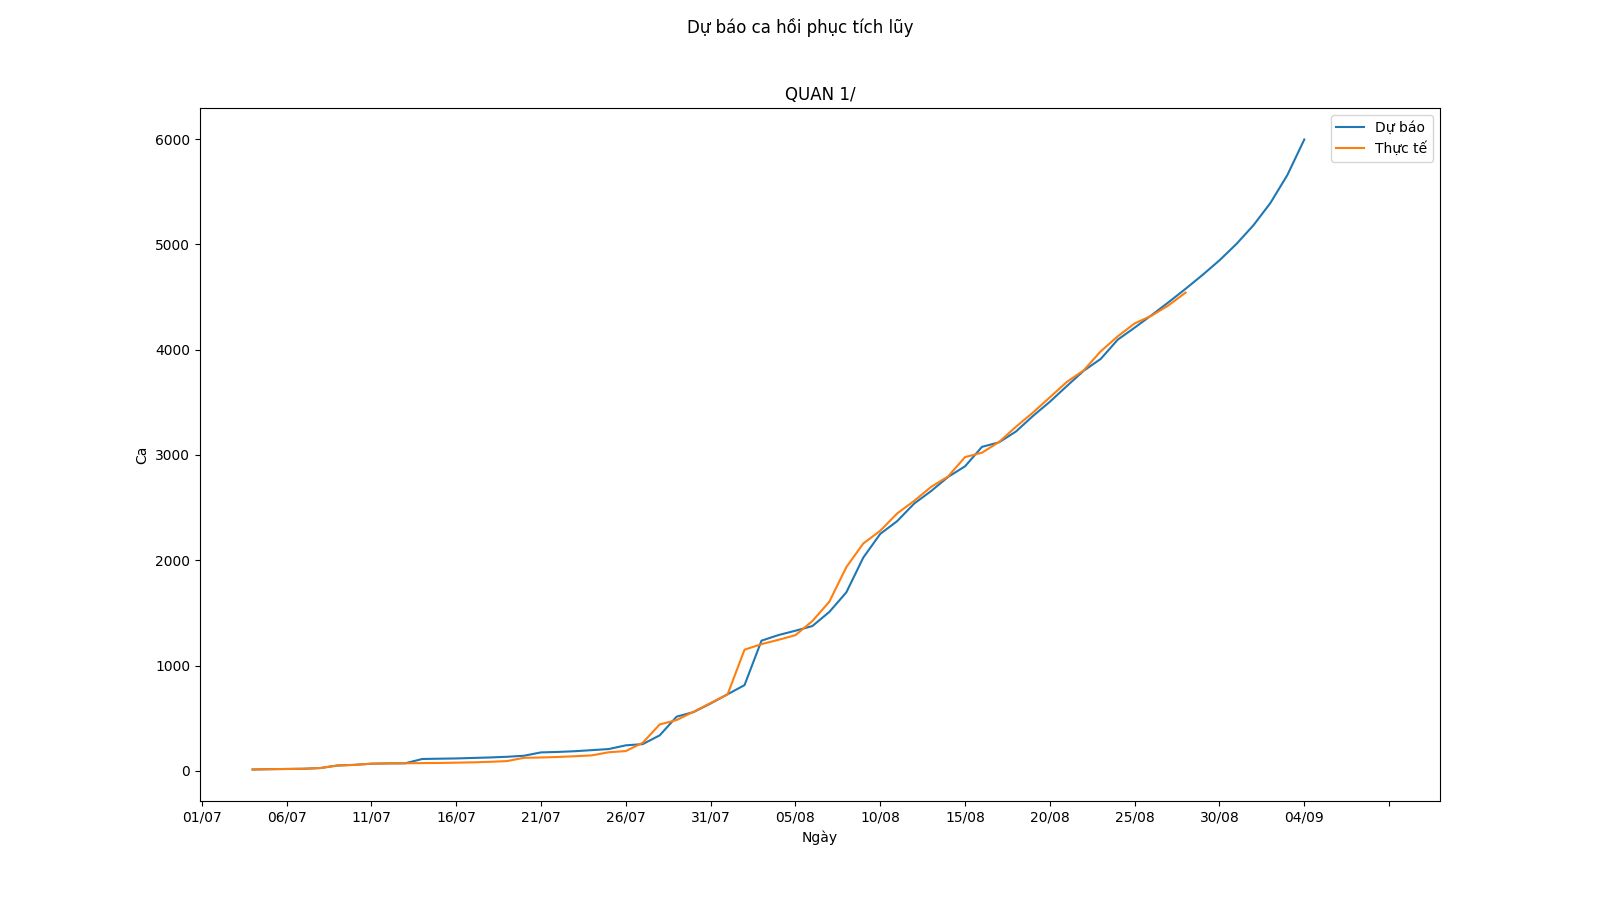 Dự báo ca hồi phục tích lũy
QUAN 1/
Dự báo
Thực tế
6000
5000
4000
3000
2000
1000
0
Ca
01/07 06/07 11/07 16/07 21/07 26/07 31/07 05/08 10/08 15/08 20/08 25/08 30/08 04/09
Ngày